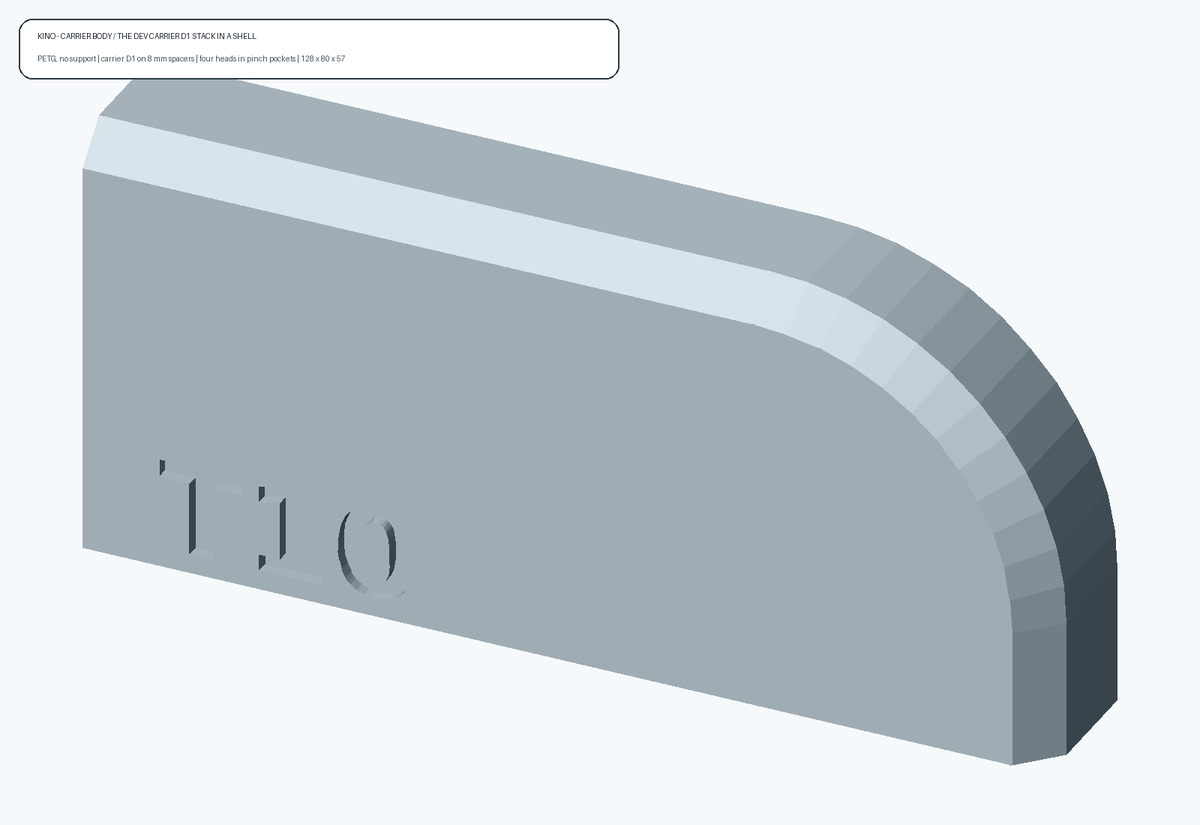 KINO - CARRIER BODY / THE DEV CARRIER D1 STACK IN A SHELL
PETG, no support | carrier D1 on 8 mm spacers | four heads in pinch pockets | 128 x 80 x 57
T10